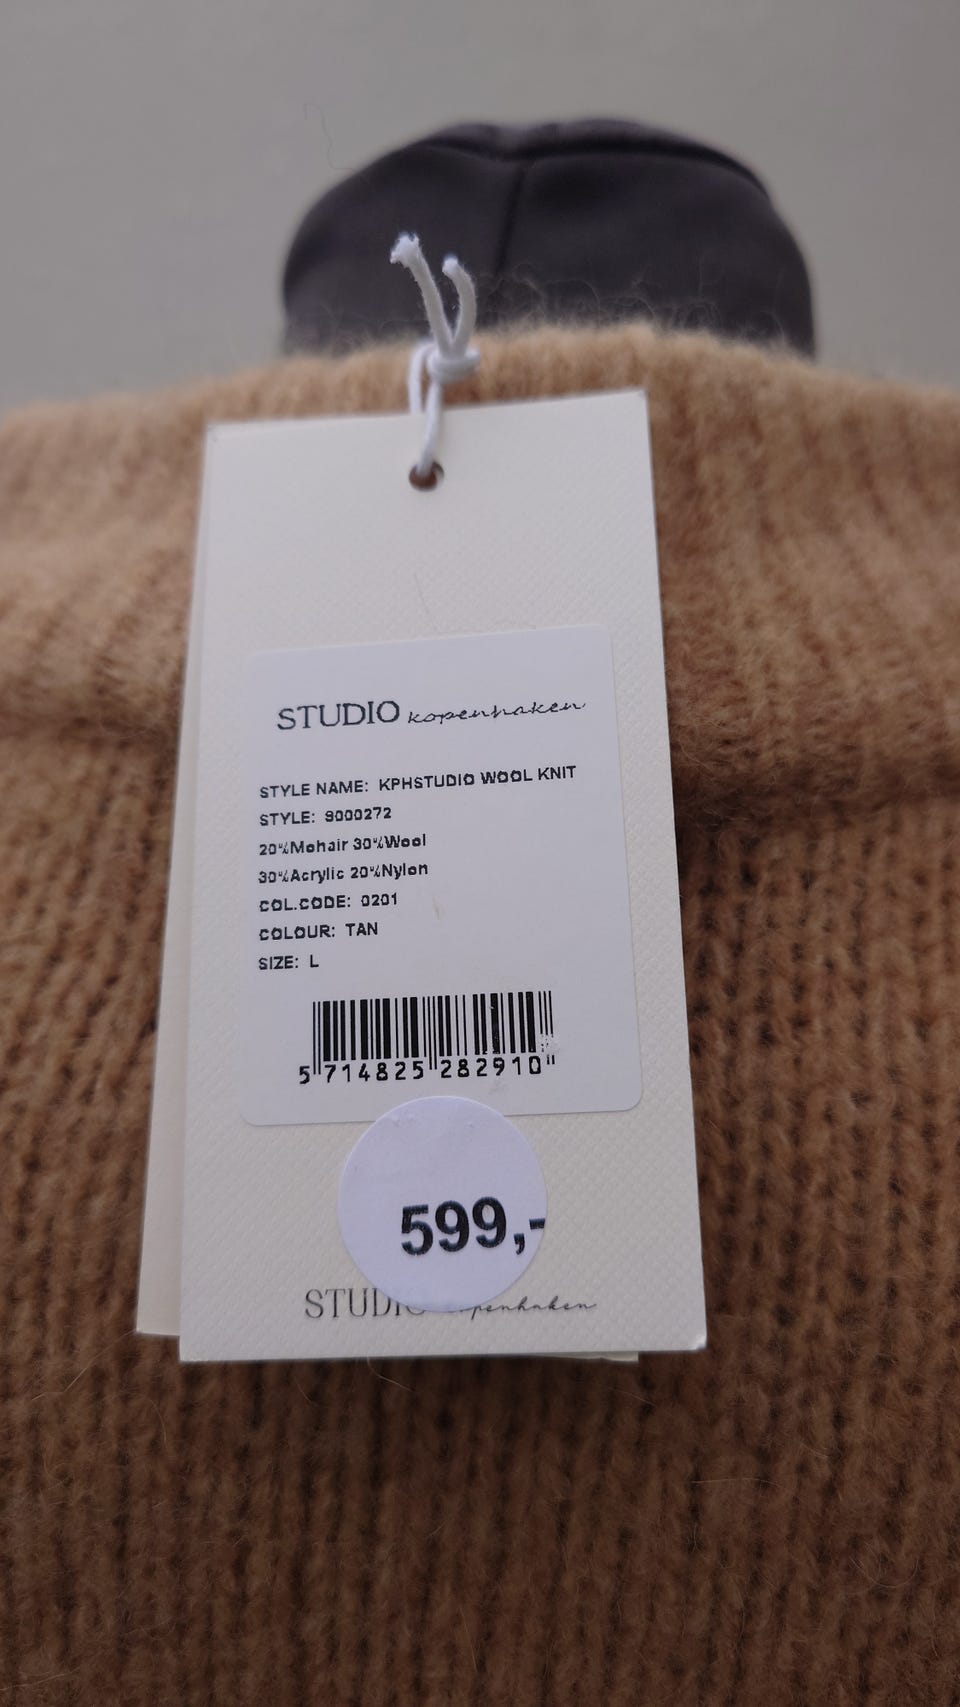 STUDIO kopenhaken
STYLE NAME: KPHSTUDIO WOOL KNIT
STYLE: 9000272
20%Mohair 30%Wool
30%Acrylic 20%Nylon
COL.CODE: 0201
COLOUR: TAN
SIZE: L
5 714825 282910
599,-
STUDIO kopenhaken